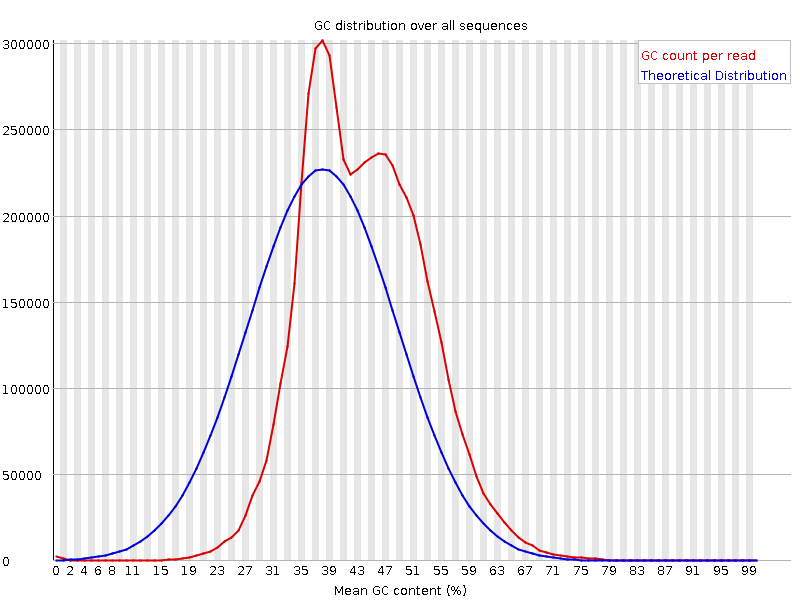 GC distribution over all sequences
GC count per read
Theoretical Distribution
300000
250000
200000
150000
100000
50000
0
0 2 4 6 8 11 15 19 23 27 31 35 39 43 47 51 55 59 63 67 71 75 79 83 87 91 95 99
Mean GC content (%)